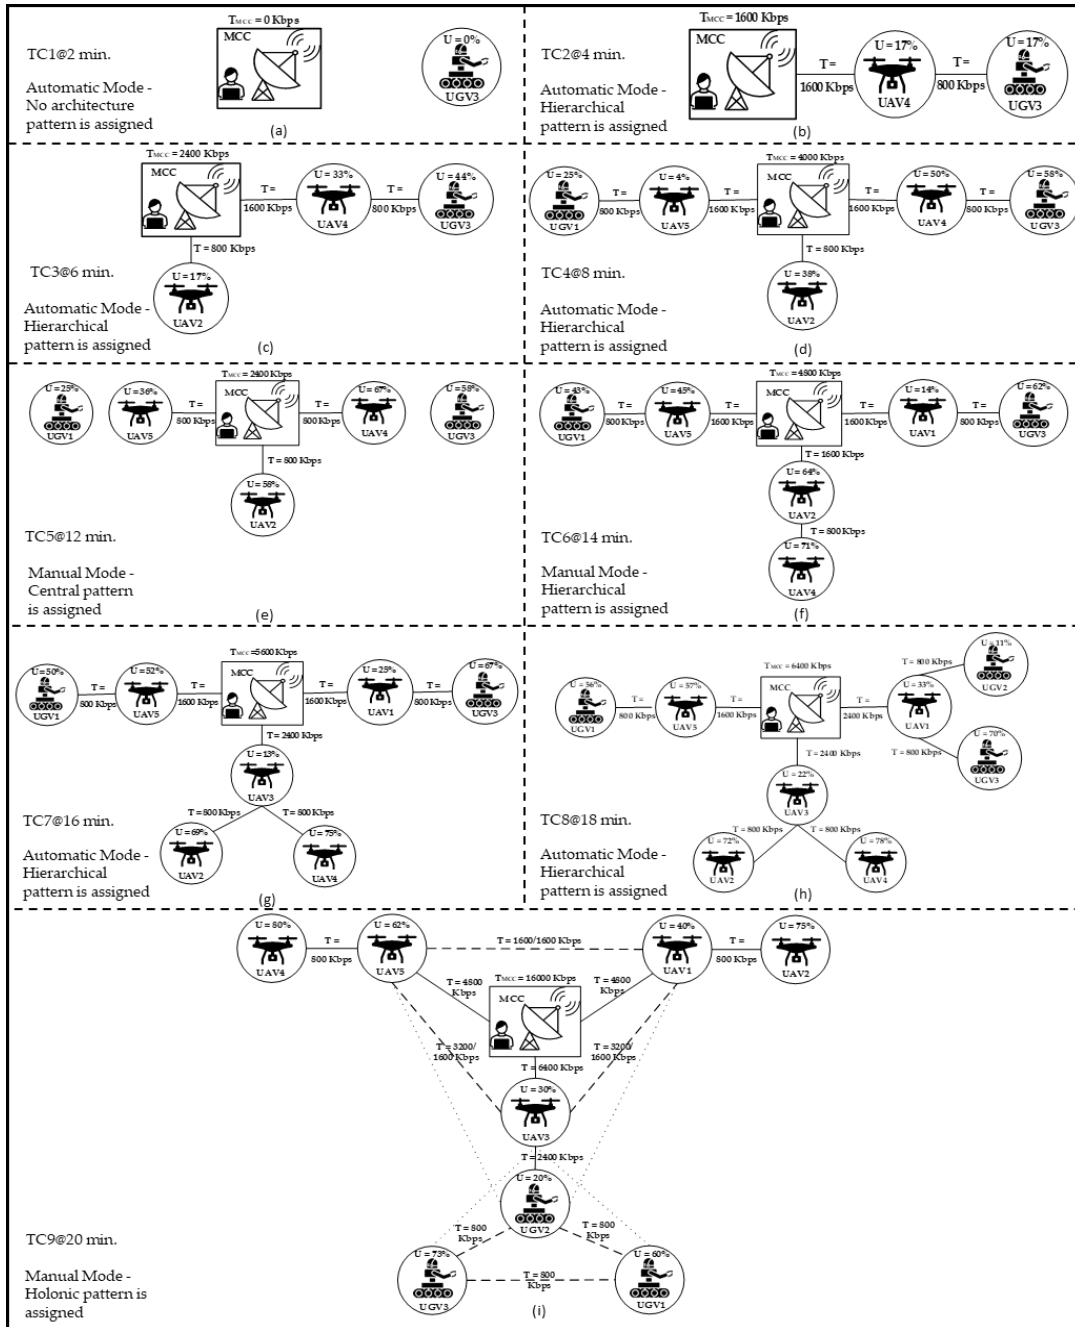 T_MCC = 0 Kbps
MCC
U = 0%
UGV3
TC1@2 min.
Automatic Mode -
No architecture
pattern is assigned
(a)
T_MCC = 1600 Kbps
MCC
T =
1600 Kbps
U = 17%
UAV4
T =
800 Kbps
U = 17%
UGV3
TC2@4 min.
Automatic Mode -
Hierarchical
pattern is assigned
(b)
T_MCC = 2400 Kbps
MCC
T =
1600 Kbps
U = 33%
UAV4
T =
800 Kbps
U = 44%
UGV3
T = 800 Kbps
U = 17%
UAV2
TC3@6 min.
Automatic Mode -
Hierarchical
pattern is assigned
(c)
T_MCC = 4000 Kbps
U = 25%
UGV1
T =
800 Kbps
U = 4%
UAV5
T =
1600 Kbps
MCC
T =
1600 Kbps
U = 50%
UAV4
T =
800 Kbps
U = 58%
UGV3
T = 800 Kbps
U = 38%
UAV2
TC4@8 min.
Automatic Mode -
Hierarchical
pattern is assigned
(d)
T_MCC = 2400 Kbps
U = 25%
UGV1
U = 36%
UAV5
T =
800 Kbps
MCC
T =
800 Kbps
U = 67%
UAV4
U = 58%
UGV3
T = 800 Kbps
U = 58%
UAV2
TC5@12 min.
Manual Mode -
Central pattern
is assigned
(e)
T_MCC = 4800 Kbps
U = 43%
UGV1
T =
800 Kbps
U = 45%
UAV5
T =
1600 Kbps
MCC
T =
1600 Kbps
U = 14%
UAV1
T =
800 Kbps
U = 62%
UGV3
T = 1600 Kbps
U = 64%
UAV2
T = 800 Kbps
U = 71%
UAV4
TC6@14 min.
Manual Mode -
Hierarchical
pattern is assigned
(f)
T_MCC = 5600 Kbps
U = 50%
UGV1
T =
800 Kbps
U = 52%
UAV5
T =
1600 Kbps
MCC
T =
1600 Kbps
U = 25%
UAV1
T =
800 Kbps
U = 67%
UGV3
T = 2400 Kbps
U = 13%
UAV3
T = 800 Kbps
T = 800 Kbps
U = 69%
UAV2
U = 75%
UAV4
TC7@16 min.
Automatic Mode -
Hierarchical
pattern is assigned
(g)
T_MCC = 6400 Kbps
U = 56%
UGV1
T =
800 Kbps
U = 57%
UAV5
T =
1600 Kbps
MCC
T =
2400 Kbps
U = 33%
UAV1
T = 800 Kbps
U = 11%
UGV2
T = 800 Kbps
U = 70%
UGV3
T = 2400 Kbps
U = 22%
UAV3
T = 800 Kbps
T = 800 Kbps
U = 72%
UAV2
U = 78%
UAV4
TC8@18 min.
Automatic Mode -
Hierarchical
pattern is assigned
(h)
U = 80%
UAV4
T =
800 Kbps
U = 62%
UAV5
T = 1600/1600 Kbps
U = 40%
UAV1
T =
800 Kbps
U = 75%
UAV2
T = 4800
Kbps
T_MCC = 16000 Kbps
MCC
T = 4800
Kbps
T = 3200/
1600 Kbps
T = 3200/
1600 Kbps
T = 6400 Kbps
U = 30%
UAV3
T = 2400 Kbps
U = 20%
UGV2
T = 800
Kbps
T = 800
Kbps
U = 73%
UGV3
T = 800
Kbps
U = 60%
UGV1
TC9@20 min.
Manual Mode -
Holonic pattern is
assigned
(i)